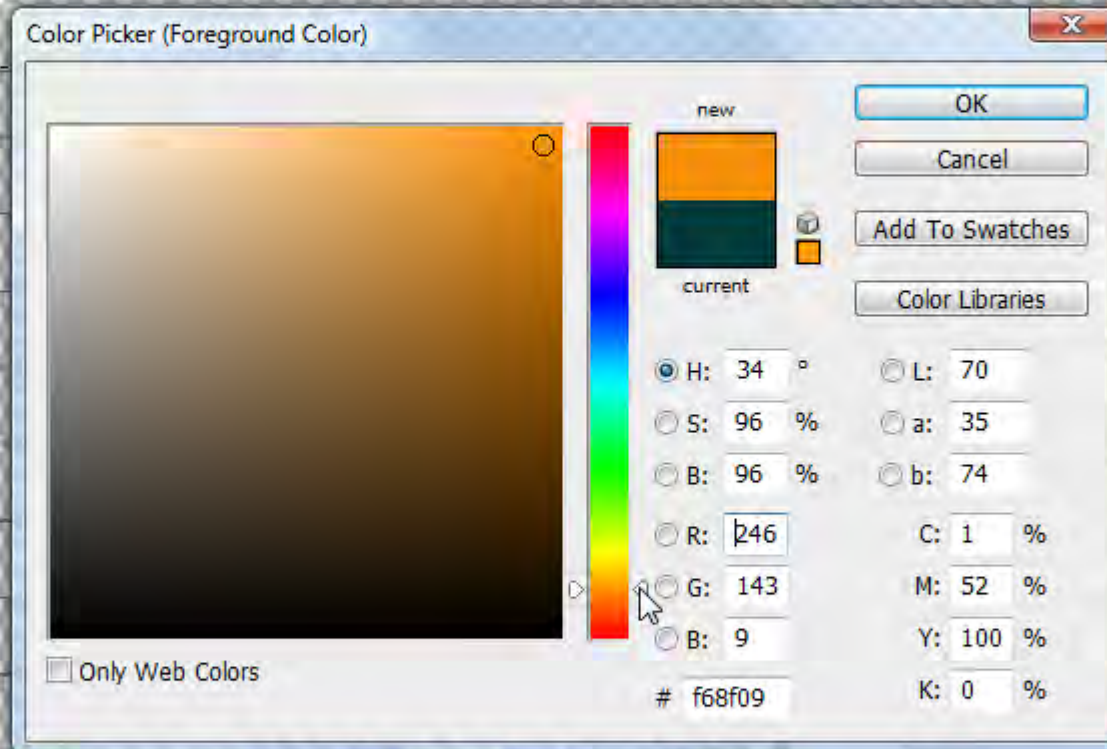 Color Picker (Foreground Color)
new
current
OK
Cancel
Add To Swatches
Color Libraries
H: 34 °
S: 96 %
B: 96 %
R: 246
G: 143
B: 9
# f68f09
L: 70
a: 35
b: 74
C: 1 %
M: 52 %
Y: 100 %
K: 0 %
Only Web Colors